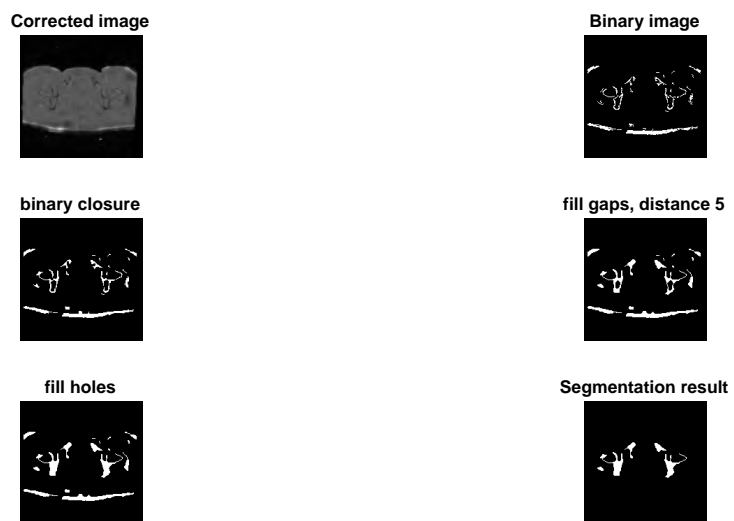 Corrected image
Binary image
binary closure
fill gaps, distance 5
fill holes
Segmentation result